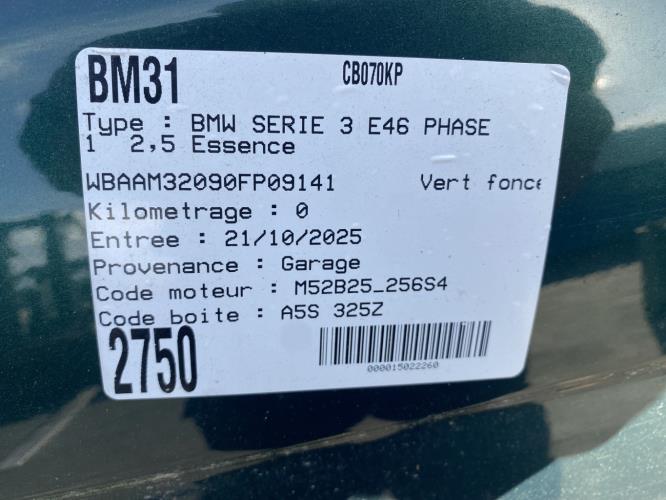 BM31 CB070KP
Type : BMW SERIE 3 E46 PHASE
1 2,5 Essence
WBAAM32090FP09141 Vert fonce
Kilometrage : 0
Entree : 21/10/2025
Provenance : Garage
Code moteur : M52B25_256S4
Code boite : A5S 325Z
2750
000015022260